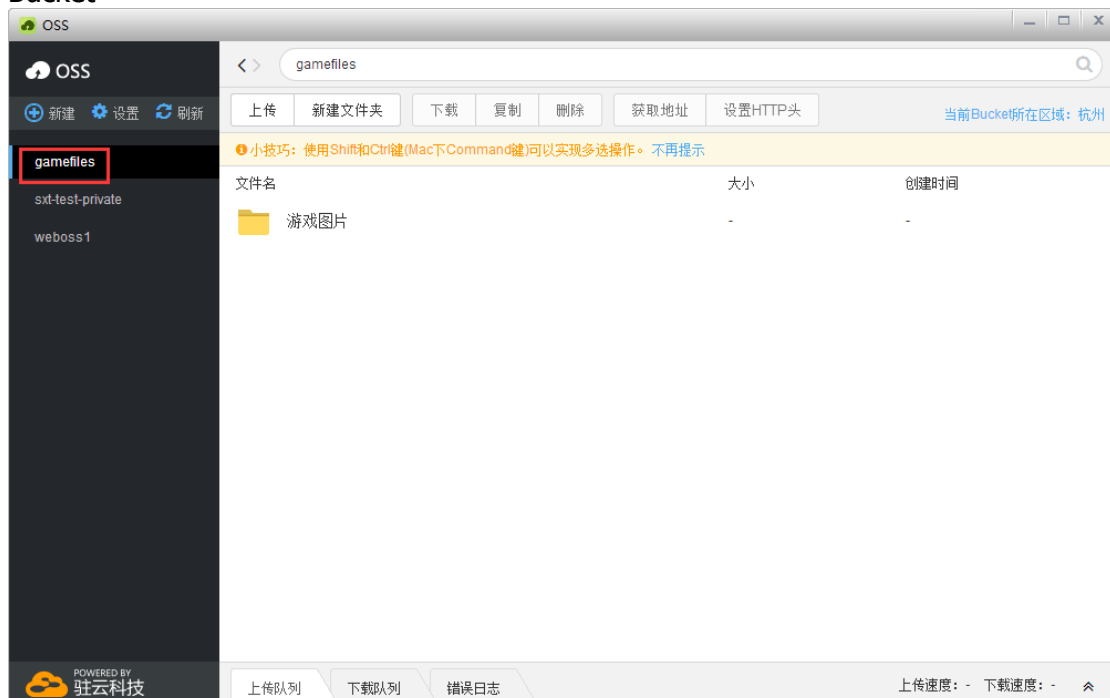 Bucket
OSS
OSS
gamefiles
新建 设置 刷新
上传 新建文件夹 下载 复制 删除 获取地址 设置HTTP头 当前Bucket所在区域：杭州
gamefiles
小技巧：使用Shift和Ctrl键(Mac下Command键)可以实现多选操作。 不再提示
sxt-test-private
文件名 大小 创建时间
weboss1
游戏图片 - -
POWERED BY
驻云科技
上传队列 下载队列 错误日志 上传速度：- 下载速度：-